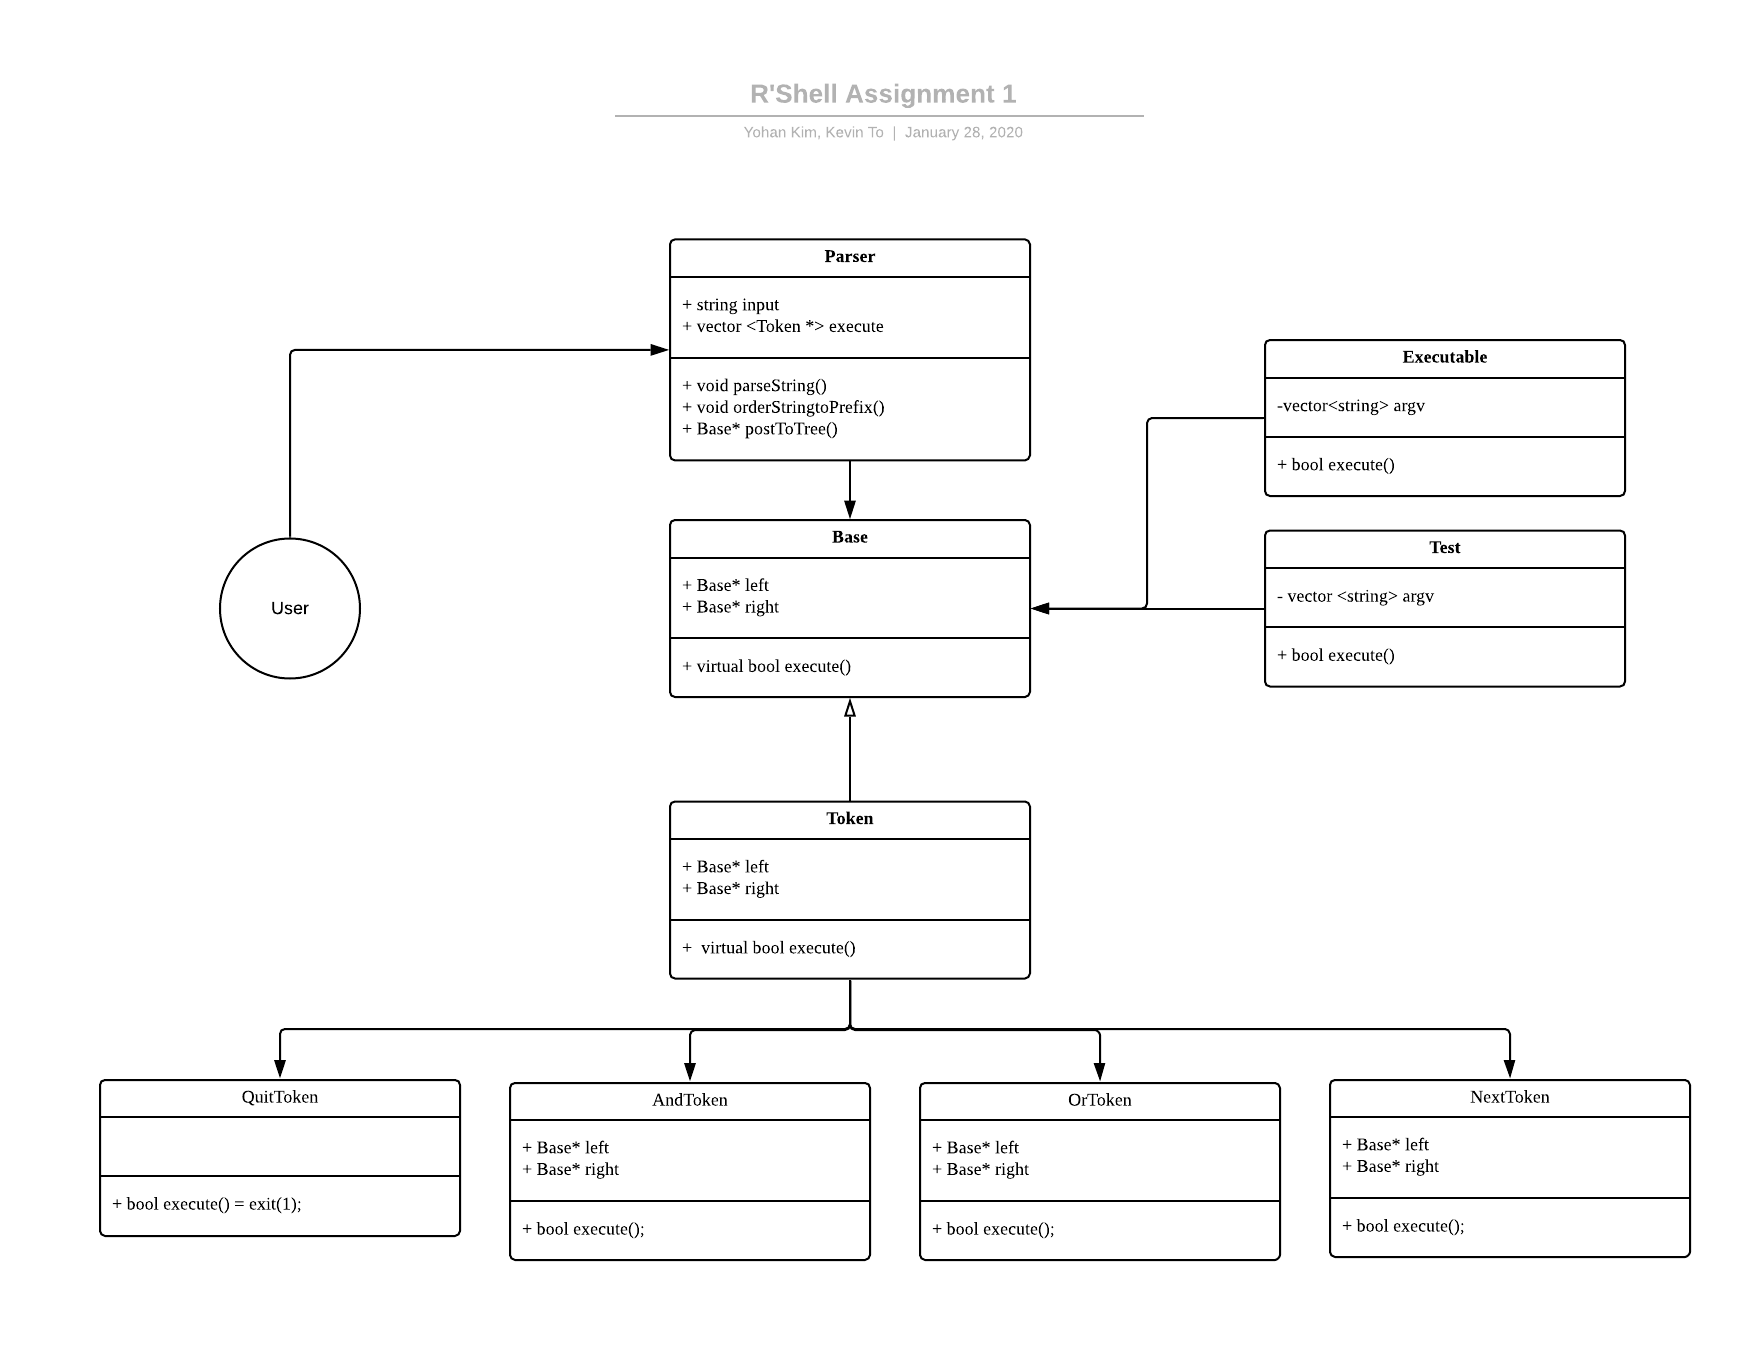 R'Shell Assignment 1
Yohan Kim, Kevin To | January 28, 2020
Parser
+ string input
+ vector <Token *> execute
+ void parseString()
+ void orderStringtoPrefix()
+ Base* postToTree()
Executable
-vector<string> argv
+ bool execute()
User
Base
+ Base* left
+ Base* right
+ virtual bool execute()
Test
- vector <string> argv
+ bool execute()
Token
+ Base* left
+ Base* right
+  virtual bool execute()
QuitToken
+ bool execute() = exit(1);
AndToken
+ Base* left
+ Base* right
+ bool execute();
OrToken
+ Base* left
+ Base* right
+ bool execute();
NextToken
+ Base* left
+ Base* right
+ bool execute();